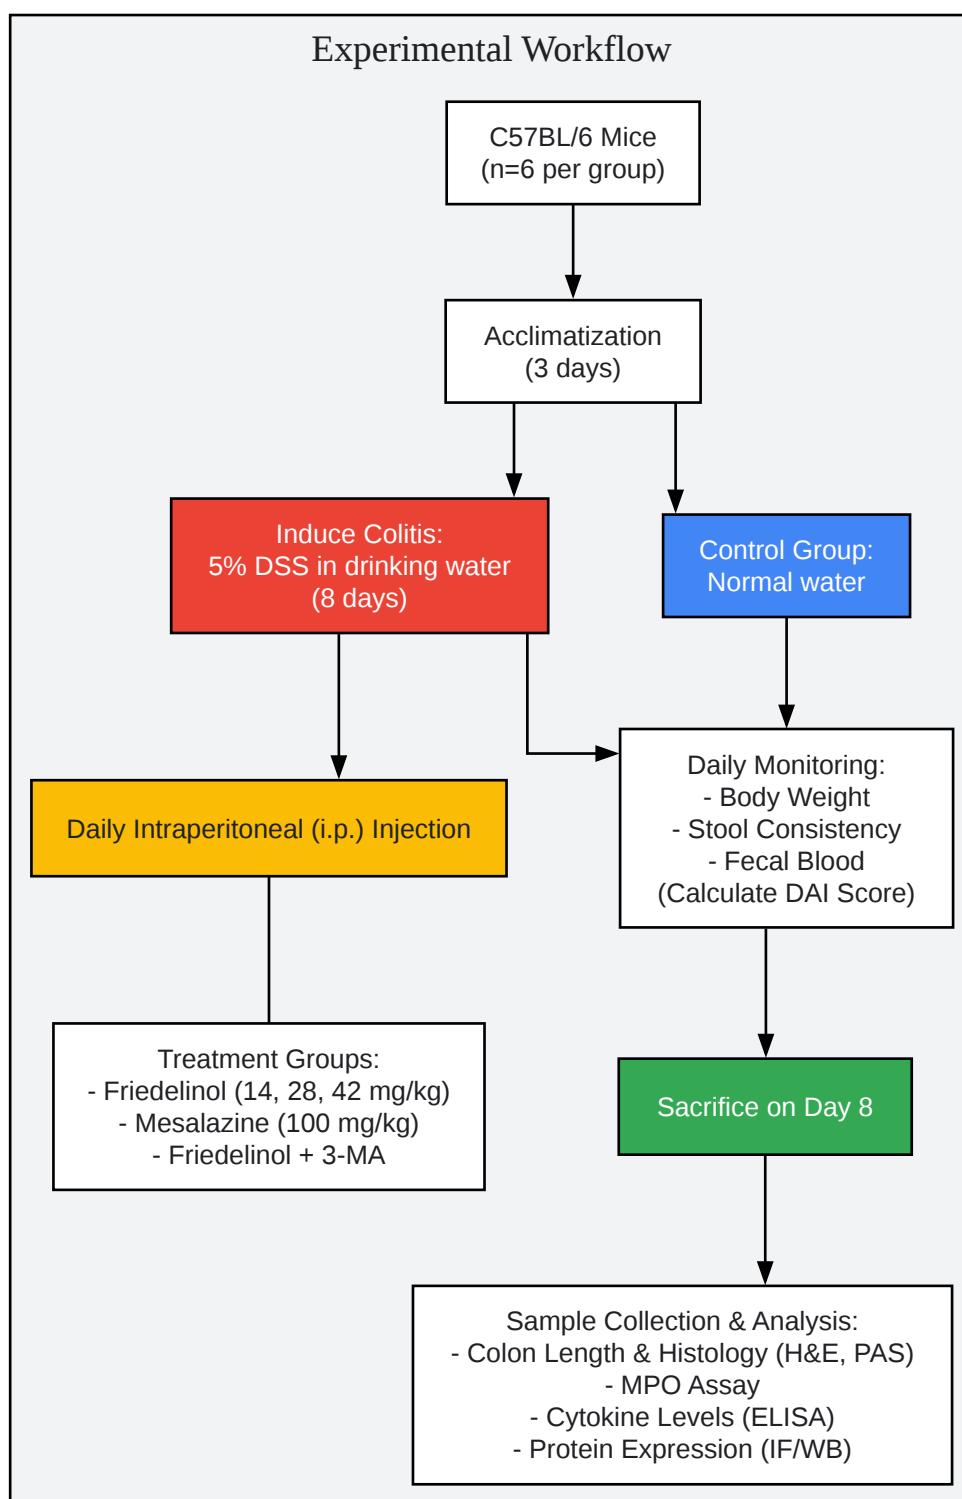 Experimental Workflow
C57BL/6 Mice
(n=6 per group)
Acclimatization
(3 days)
Induce Colitis:
5% DSS in drinking water
(8 days)
Control Group:
Normal water
Daily Intraperitoneal (i.p.) Injection
Daily Monitoring:
- Body Weight
- Stool Consistency
- Fecal Blood
(Calculate DAI Score)
Treatment Groups:
- Friedelinol (14, 28, 42 mg/kg)
- Mesalazine (100 mg/kg)
- Friedelinol + 3-MA
Sacrifice on Day 8
Sample Collection & Analysis:
- Colon Length & Histology (H&E, PAS)
- MPO Assay
- Cytokine Levels (ELISA)
- Protein Expression (IF/WB)